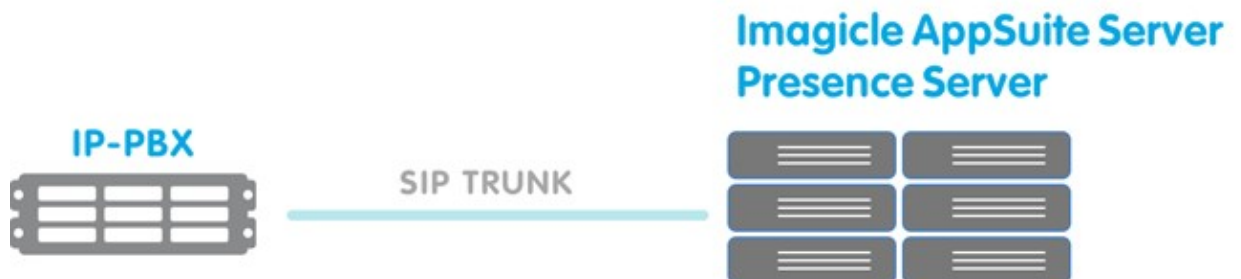 Imagicle AppSuite Server
Presence Server
IP-PBX
SIP TRUNK